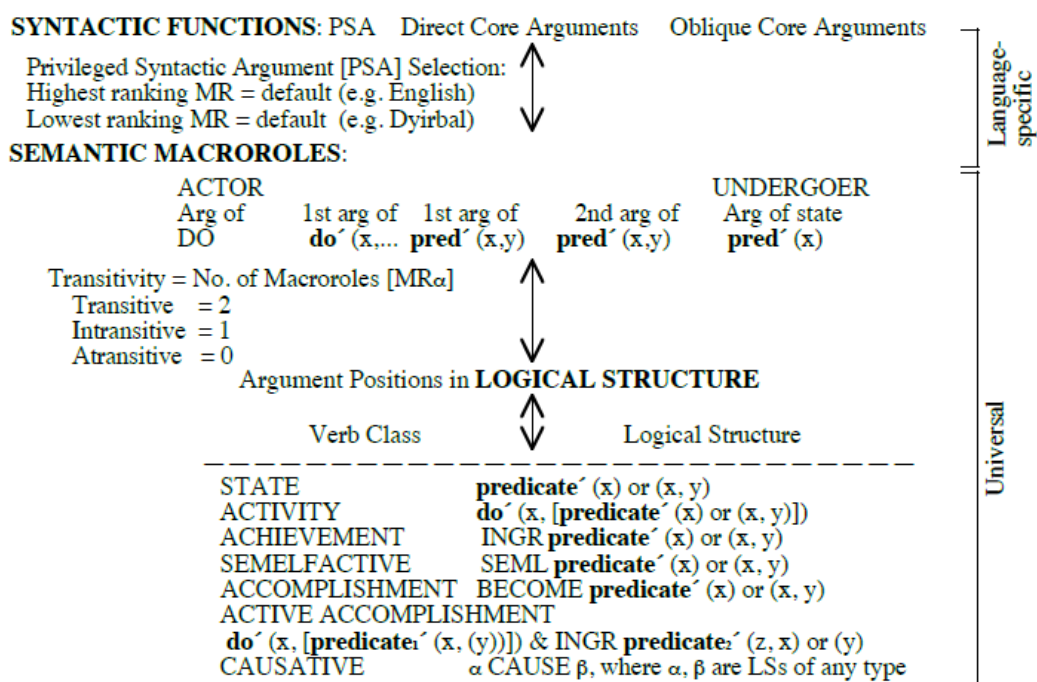 SYNTACTIC FUNCTIONS: PSA Direct Core Arguments Oblique Core Arguments
Privileged Syntactic Argument [PSA] Selection:
Highest ranking MR = default (e.g. English)
Lowest ranking MR = default (e.g. Dyirbal)
Language-
specific
SEMANTIC MACROROLES:
ACTOR UNDERGOER
Arg of 1st arg of 1st arg of 2nd arg of Arg of state
DO do´ (x,... pred´ (x,y) pred´ (x,y) pred´ (x)
Transitivity = No. of Macroroles [MRα]
Transitive = 2
Intransitive = 1
Atransitive = 0
Argument Positions in LOGICAL STRUCTURE
Verb Class Logical Structure
STATE predicate´ (x) or (x, y)
ACTIVITY do´ (x, [predicate´ (x) or (x, y)])
ACHIEVEMENT INGR predicate´ (x) or (x, y)
SEMELFACTIVE SEML predicate´ (x) or (x, y)
ACCOMPLISHMENT BECOME predicate´ (x) or (x, y)
ACTIVE ACCOMPLISHMENT
do´ (x, [predicate₁´ (x, (y))]) & INGR predicate₂´ (z, x) or (y)
CAUSATIVE α CAUSE β, where α, β are LSs of any type
Universal